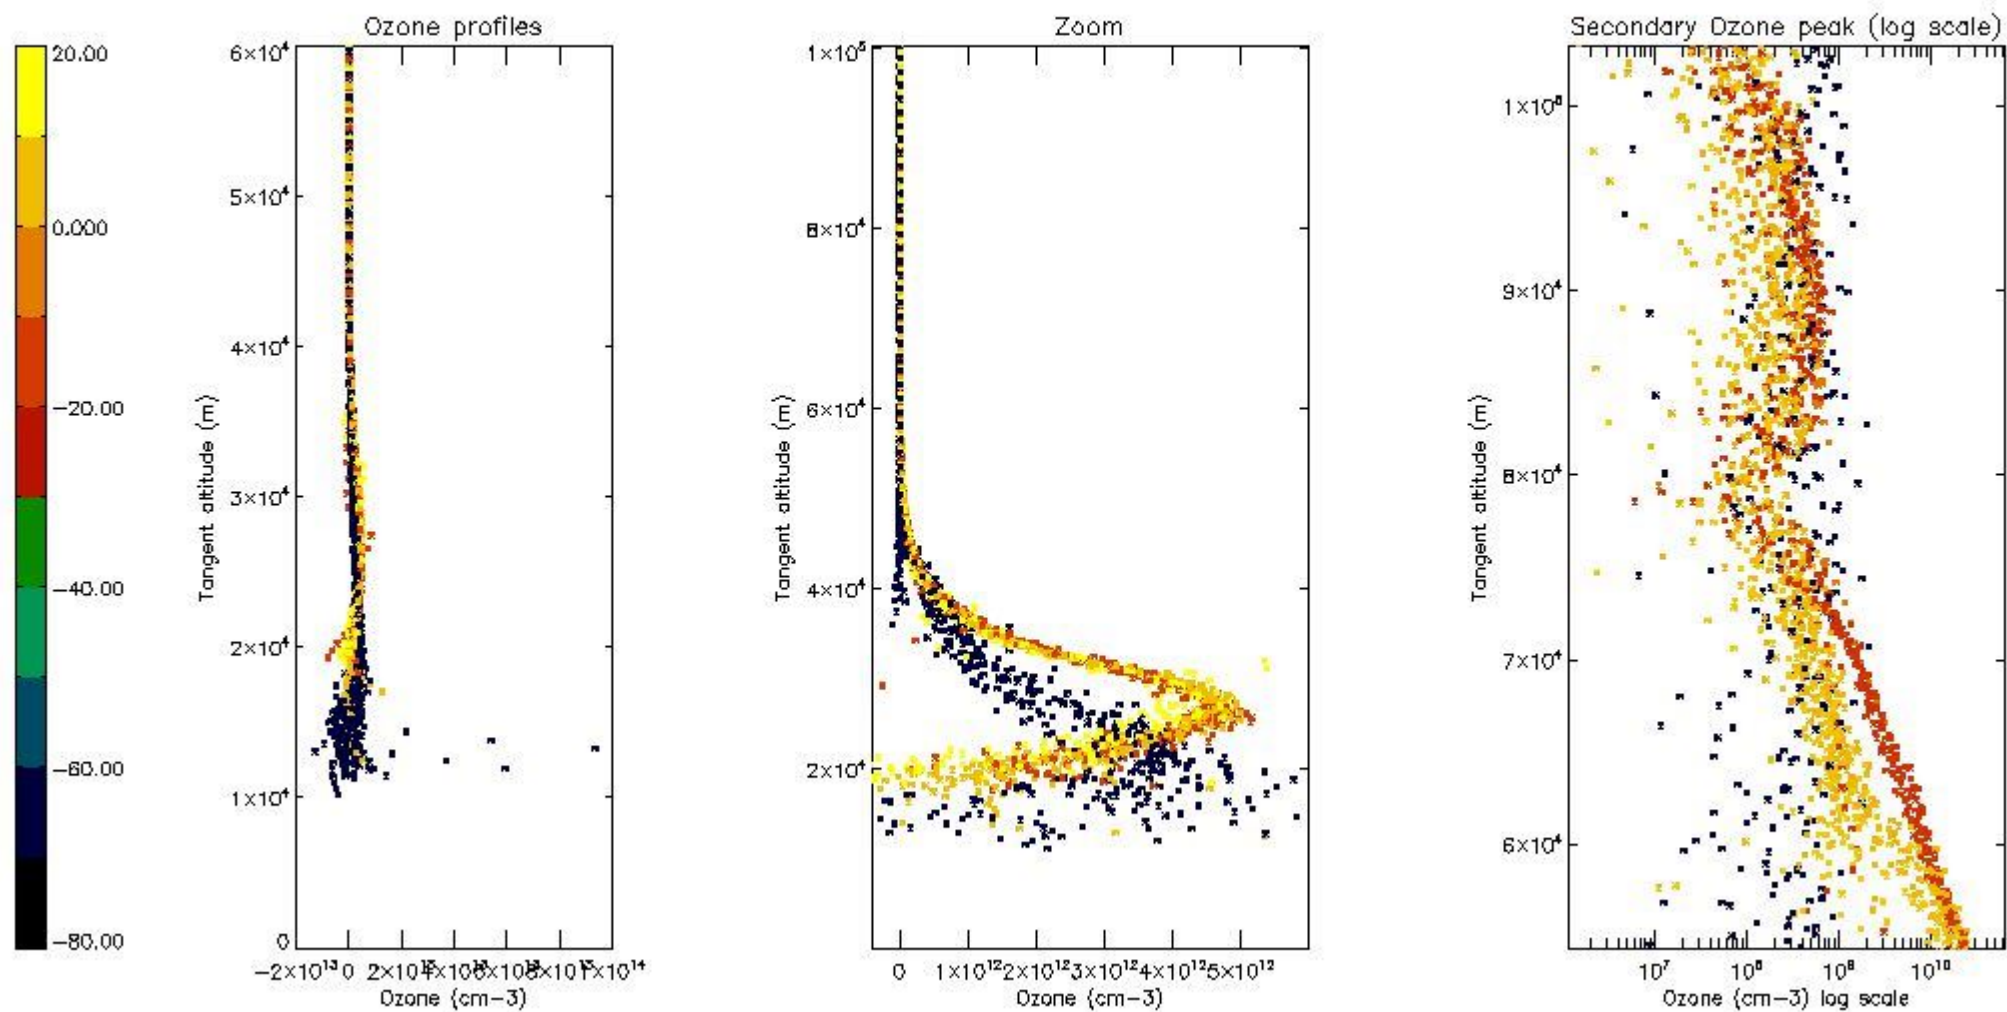 Ozone profiles
Zoom
Secondary Ozone peak (log scale)
20.00
0.000
−20.00
−40.00
−60.00
−80.00
6×10⁴
5×10⁴
4×10⁴
3×10⁴
2×10⁴
1×10⁴
0
Tangent altitude (m)
−2×10¹³ 0
Ozone (cm−3)
1×10⁵
8×10⁴
6×10⁴
4×10⁴
2×10⁴
Tangent altitude (m)
0 1×10¹² 2×10¹² 3×10¹² 4×10¹² 5×10¹²
Ozone (cm−3)
9×10⁴
8×10⁴
7×10⁴
6×10⁴
Tangent altitude (m)
10⁷ 10⁸ 10⁹ 10¹⁰
Ozone (cm−3) log scale